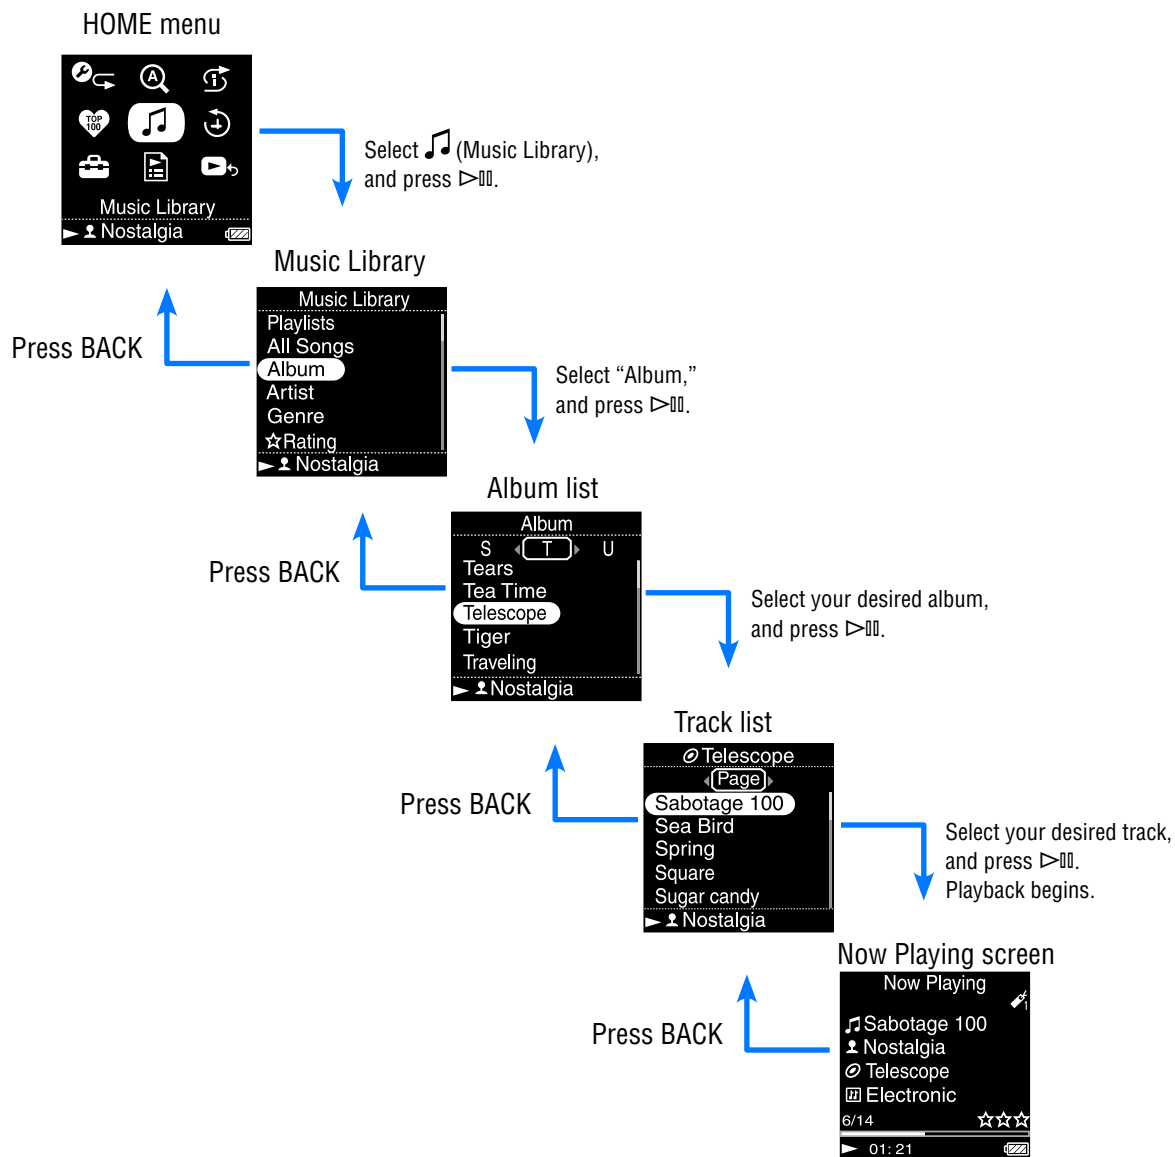 HOME menu
A
TOP
100
Music Library
Nostalgia
Select (Music Library),
and press
Music Library
Music Library
Playlists
All Songs
Album
Artist
Genre
Rating
Nostalgia
Press BACK
Select “Album,”
and press
Album list
Album
S T U
Tears
Tea Time
Telescope
Tiger
Traveling
Nostalgia
Press BACK
Select your desired album,
and press
Track list
Telescope
Page
Sabotage 100
Sea Bird
Spring
Square
Sugar candy
Nostalgia
Press BACK
Select your desired track,
and press
Playback begins.
Now Playing screen
Now Playing
1
Sabotage 100
Nostalgia
Telescope
Electronic
6/14
01:21
Press BACK